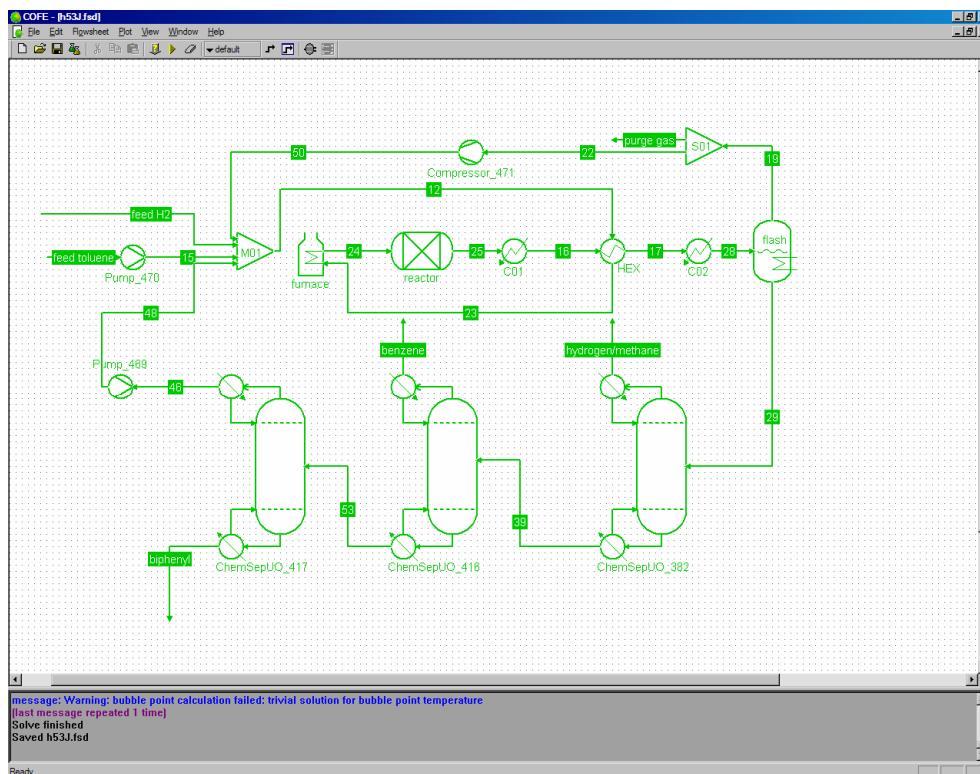 COFE - [h53J.fsd]
File Edit Flowsheet Plot View Window Help
default
purge gas
S01
19
50
22
Compressor_471
12
feed H2
M01
feed toluene
15
Pump_470
furnace
24
reactor
25
C01
16
HEX
17
C02
28
flash
48
23
benzene
hydrogen/methane
Pump_469
46
29
53
39
biphenyl
ChemSepUO_417
ChemSepUO_416
ChemSepUO_382
message: Warning: bubble point calculation failed: trivial solution for bubble point temperature
(last message repeated 1 time)
Solve finished
Saved h53J.fsd
Ready